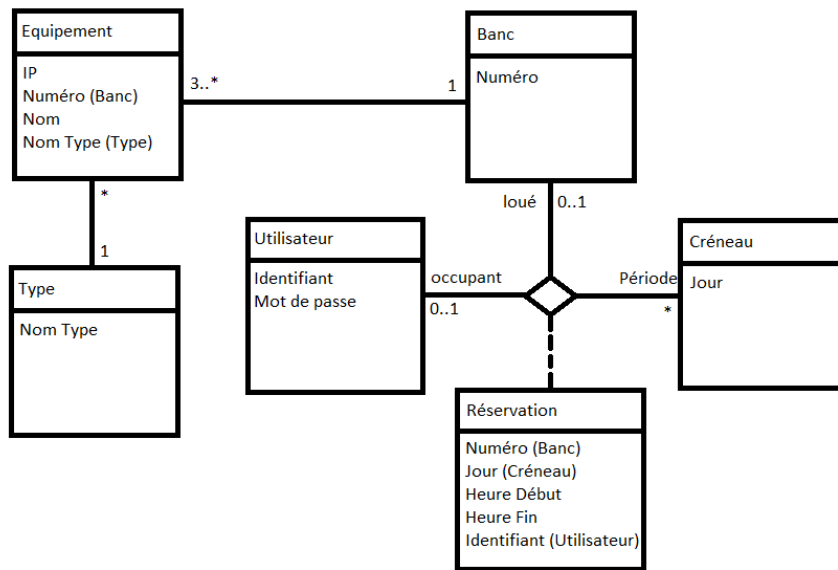 Equipement
IP
Numéro (Banc)
Nom
Nom Type (Type)
3..*
1
Banc
Numéro
*
1
Type
Nom Type
loué
0..1
Utilisateur
Identifiant
Mot de passe
occupant
0..1
Période
*
Créneau
Jour
Réservation
Numéro (Banc)
Jour (Créneau)
Heure Début
Heure Fin
Identifiant (Utilisateur)